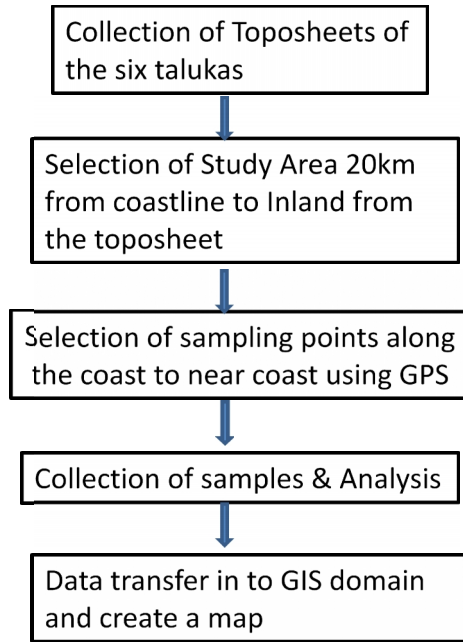 Collection of Toposheets of
the six talukas
Selection of Study Area 20km
from coastline to Inland from
the toposheet
Selection of sampling points along
the coast to near coast using GPS
Collection of samples & Analysis
Data transfer in to GIS domain
and create a map